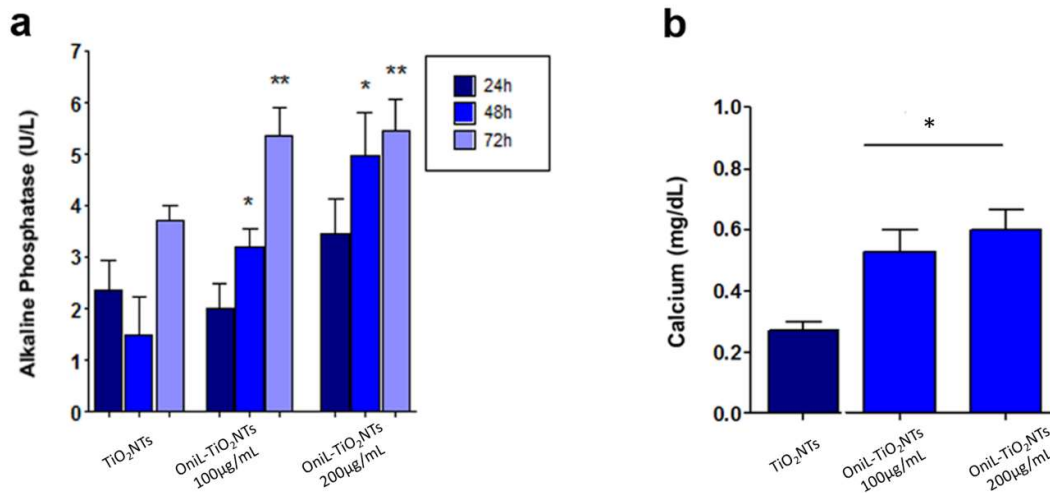 a
Alkaline Phosphatase (U/L)
7
6
5
4
3
2
1
0
**
*
*
**
24h
48h
72h
TiO₂NTs
OniL-TiO₂NTs
100µg/mL
OniL-TiO₂NTs
200µg/mL
b
Calcium (mg/dL)
1.0
0.8
0.6
0.4
0.2
0.0
*
TiO₂NTs
OniL-TiO₂NTs
100µg/mL
OniL-TiO₂NTs
200µg/mL